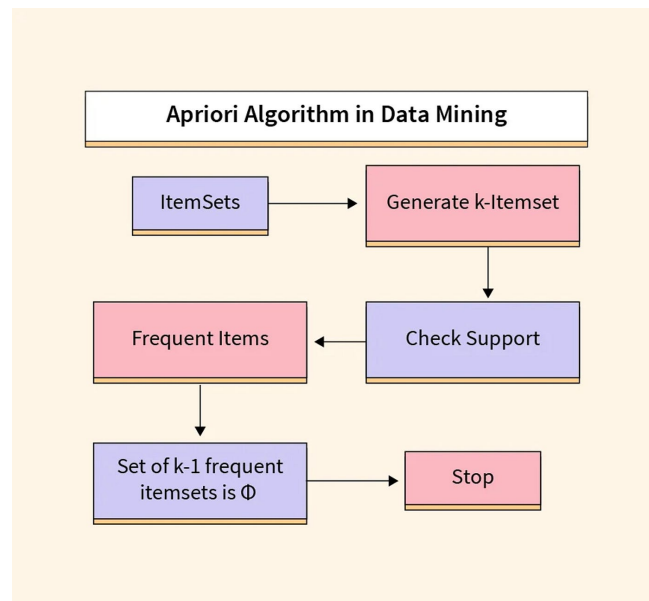 Apriori Algorithm in Data Mining
ItemSets
Generate k-Itemset
Check Support
Frequent Items
Set of k-1 frequent
itemsets is Φ
Stop